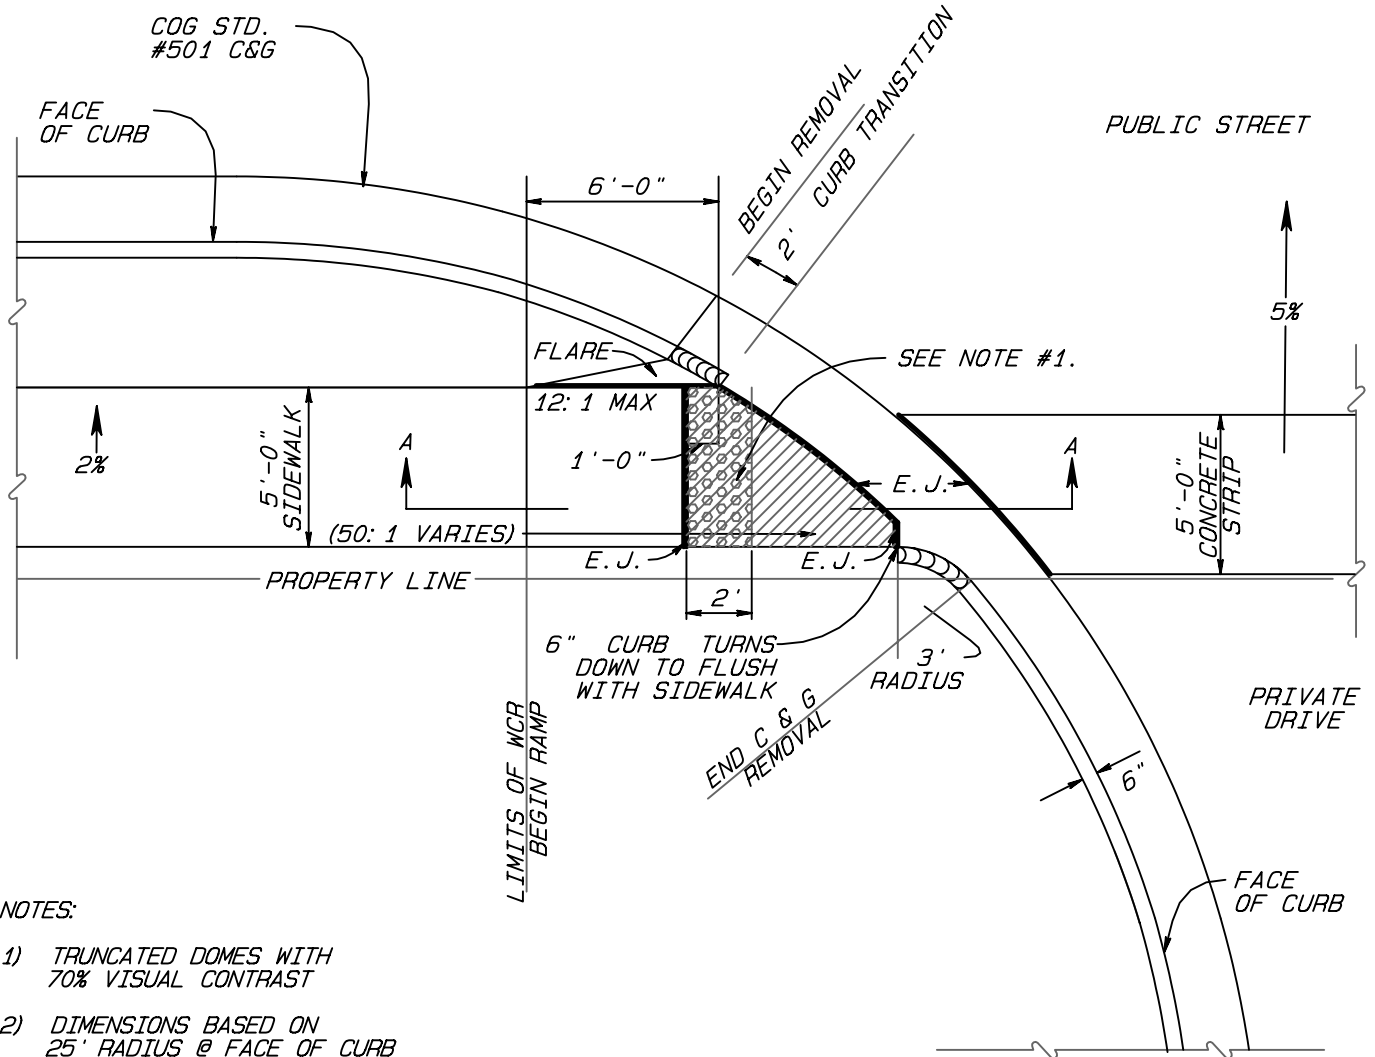 COG STD.
#501 C&G
FACE
OF CURB
6'-0"
BEGIN REMOVAL
2' CURB TRANSITION
PUBLIC STREET
5%
FLARE
SEE NOTE #1.
12:1 MAX
2%
5'-0"
SIDEWALK
A
1'-0"
E.J.
A
5'-0"
CONCRETE
STRIP
(50:1 VARIES)
E.J.
E.J.
PROPERTY LINE
2'
6" CURB TURNS
DOWN TO FLUSH
WITH SIDEWALK
3'
RADIUS
END C & G
REMOVAL
LIMITS OF WCR
BEGIN RAMP
PRIVATE
DRIVE
6"
FACE
OF CURB
NOTES:
1) TRUNCATED DOMES WITH
70% VISUAL CONTRAST
2) DIMENSIONS BASED ON
25' RADIUS @ FACE OF CURB